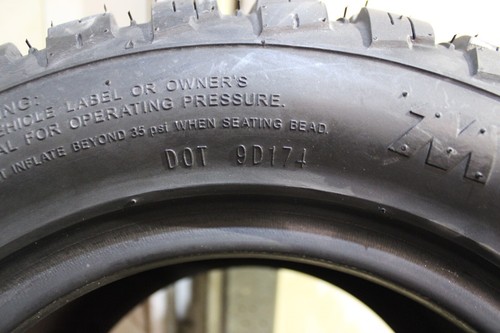 NG:
EHICLE LABEL OR OWNER'S
AL FOR OPERATING PRESSURE.
T INFLATE BEYOND 35 psi WHEN SEATING BEAD.
DOT 9D174